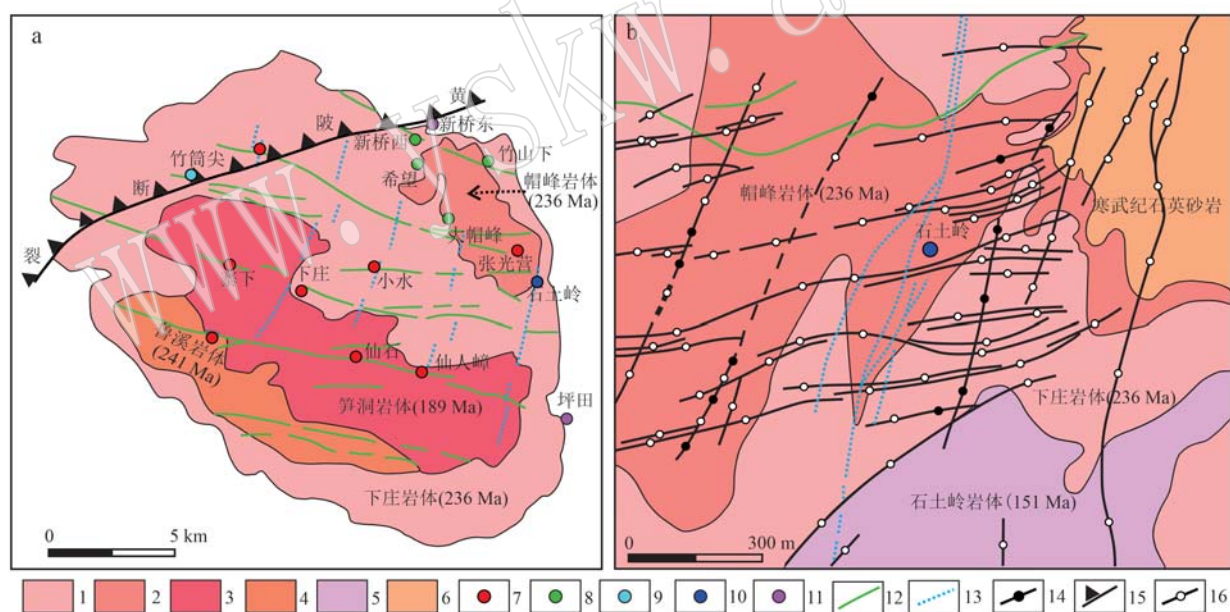 a
黄
陂
断
裂
新桥东
新桥西
竹筒尖
竹山下
希望
帽峰岩体
(236 Ma)
大帽峰
张光营
寨下
下庄
小水
石土岭
鲁溪岩体
(241 Ma)
仙石
仙人嶂
笋洞岩体(189 Ma)
坪田
下庄岩体(236 Ma)
0
5 km
b
帽峰岩体(236 Ma)
寒武纪石英砂岩
石土岭
下庄岩体(236 Ma)
石土岭岩体(151 Ma)
0
300 m
1 2 3 4 5 6 7 8 9 10 11 12 13 14 15 16